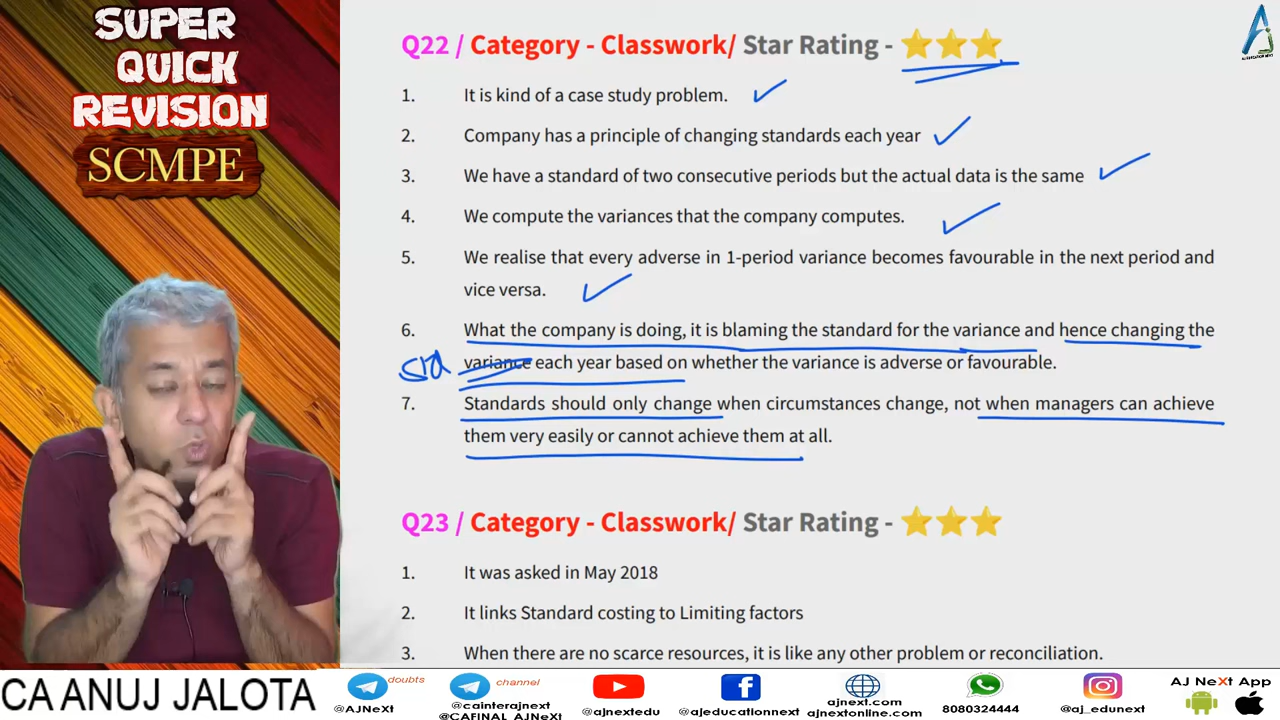 SUPER
QUICK
REVISION
SCMPE
Q22 / Category - Classwork/ Star Rating - ⭐⭐⭐
1. It is kind of a case study problem.
2. Company has a principle of changing standards each year
3. We have a standard of two consecutive periods but the actual data is the same
4. We compute the variances that the company computes.
5. We realise that every adverse in 1-period variance becomes favourable in the next period and
vice versa.
6. What the company is doing, it is blaming the standard for the variance and hence changing the
std variance each year based on whether the variance is adverse or favourable.
7. Standards should only change when circumstances change, not when managers can achieve
them very easily or cannot achieve them at all.
Q23 / Category - Classwork/ Star Rating - ⭐⭐⭐
1. It was asked in May 2018
2. It links Standard costing to Limiting factors
3. When there are no scarce resources, it is like any other problem or reconciliation.
CA ANUJ JALOTA
doubts
@AJNeXt
channel
@cainterajnext
@CAFINAL_AJNeXt
@ajnextedu
@ajeducationnext
ajnext.com
ajnextonline.com
8080324444
@aj_edunext
AJ NeXt App